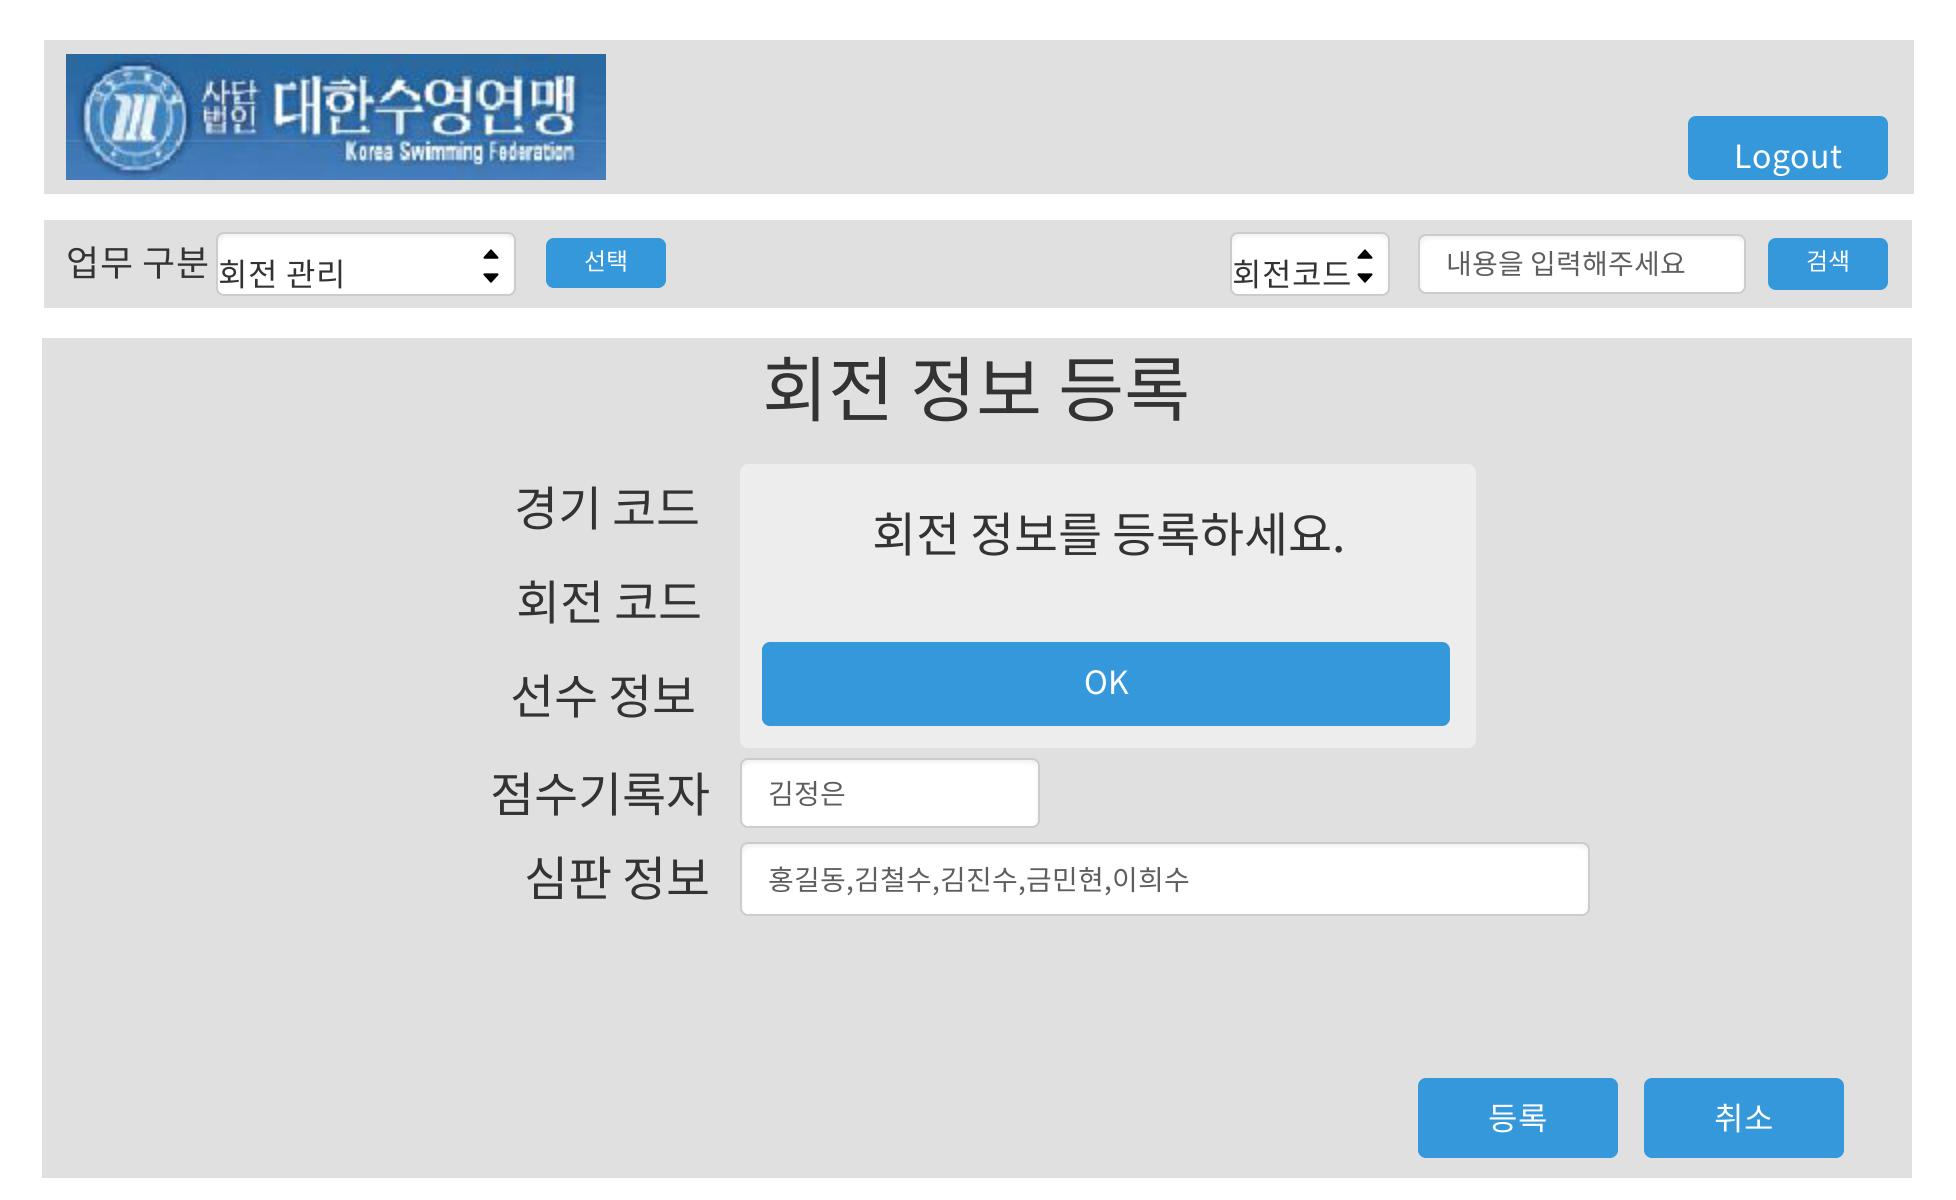 사단법인 대한수영연맹
Korea Swimming Federation
Logout
업무 구분 회전 관리 선택 회전코드 내용을 입력해주세요 검색
회전 정보 등록
경기 코드
회전 정보를 등록하세요.
회전 코드
선수 정보
OK
점수기록자 김정은
심판 정보 홍길동,김철수,김진수,금민현,이희수
등록 취소